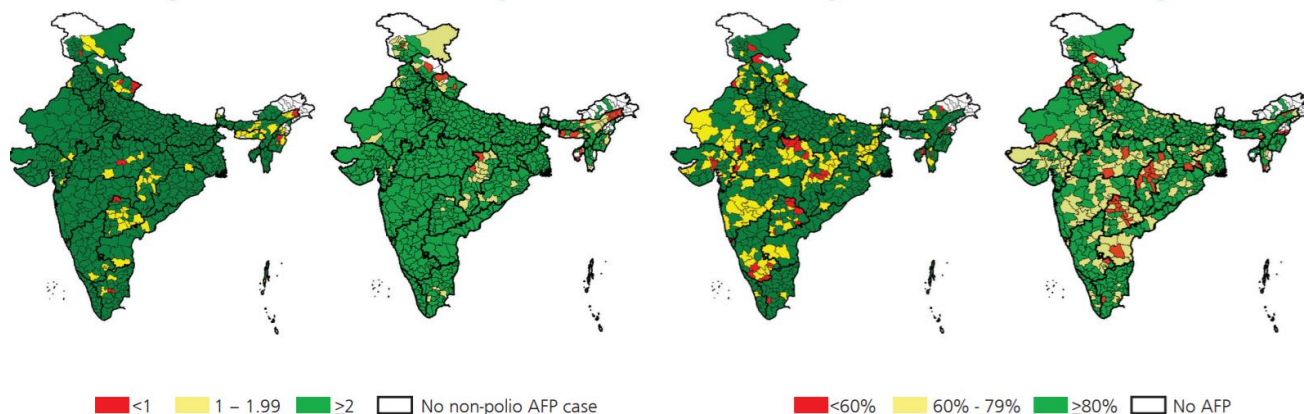 <1 1 – 1.99 ≥2 No non-polio AFP case
<60% 60% - 79% ≥80% No AFP